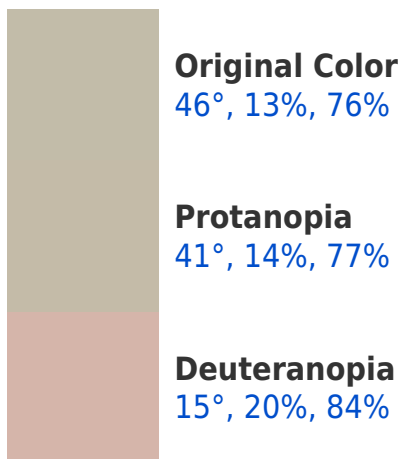 Original Color
46°, 13%, 76%
Protanopia
41°, 14%, 77%
Deuteranopia
15°, 20%, 84%